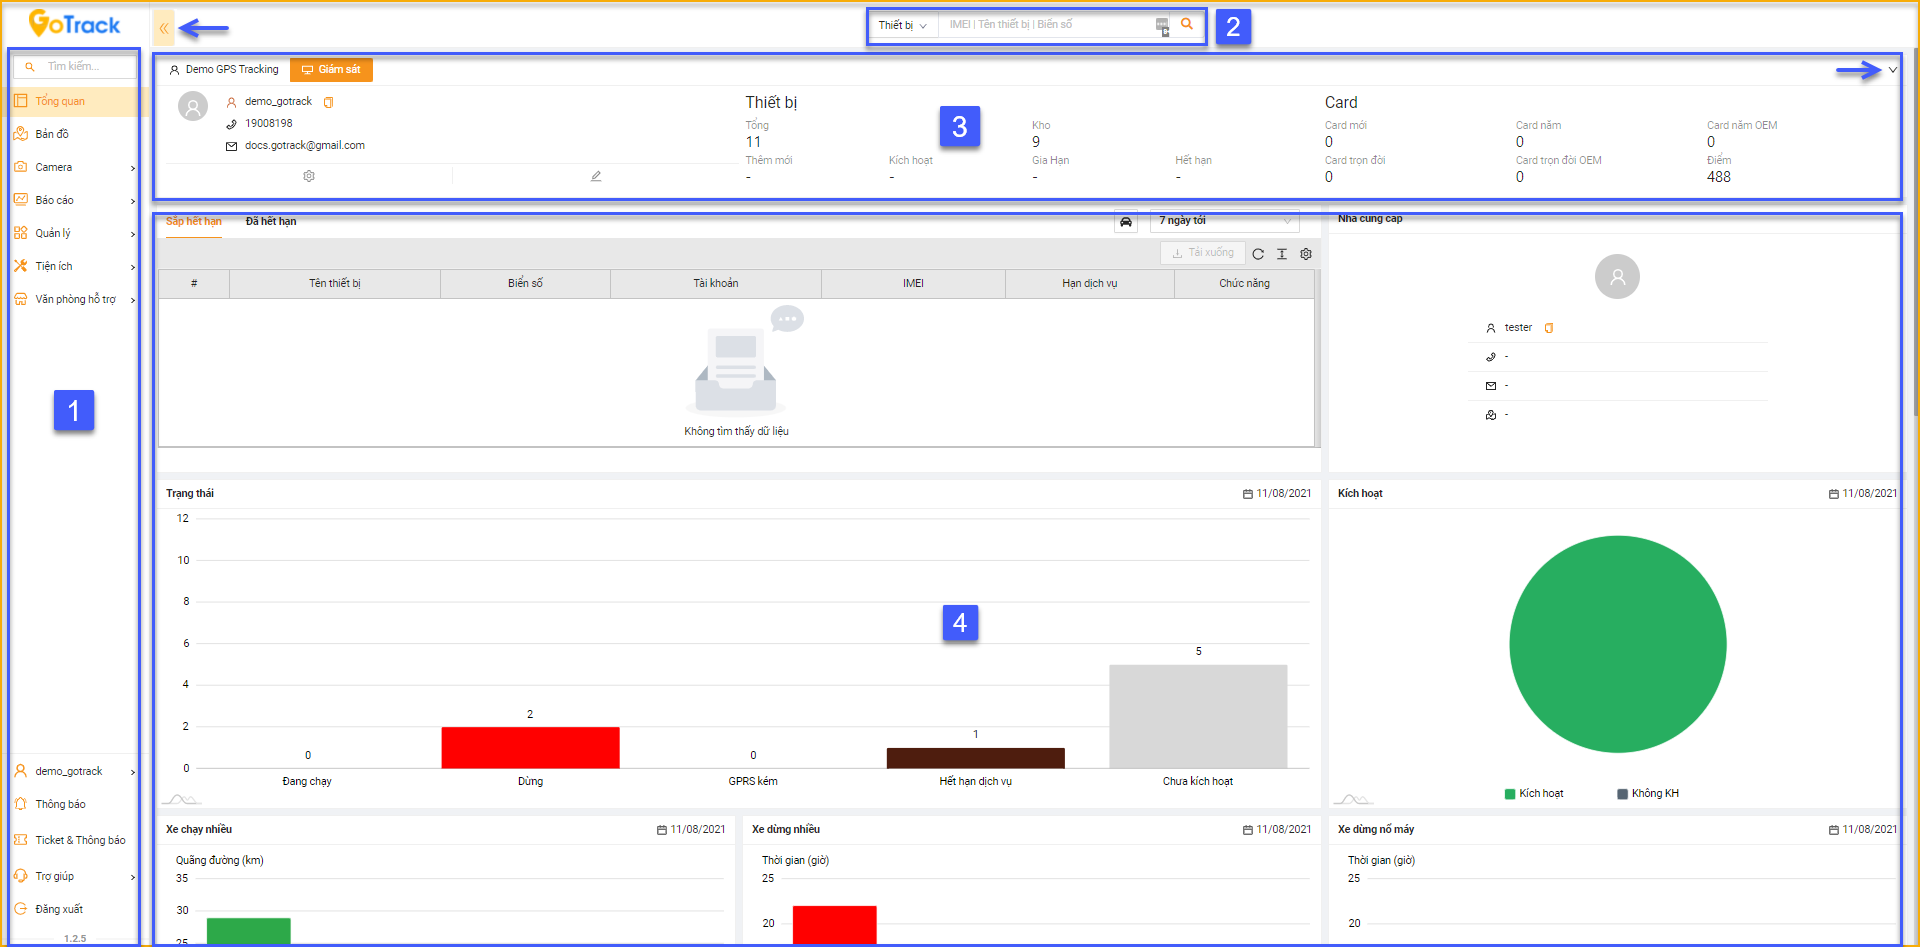 GoTrack
Thiết bị
IMEI | Tên thiết bị | Biển số
2
Tìm kiếm...
Tổng quan
Bản đồ
Camera
Báo cáo
Quản lý
Tiện ích
Văn phòng hỗ trợ
1
demo_gotrack
Thông báo
Ticket & Thông báo
Trợ giúp
Đăng xuất
1.2.5
Demo GPS Tracking
Giám sát
demo_gotrack
19008198
docs.gotrack@gmail.com
Thiết bị
Tổng
11
Kho
9
Thêm mới
-
Kích hoạt
-
Gia Hạn
-
Hết hạn
-
3
Card
Card mới
0
Card năm
0
Card năm OEM
0
Card trọn đời
0
Card trọn đời OEM
0
Điểm
488
Sắp hết hạn
Đã hết hạn
7 ngày tới
Tải xuống
# Tên thiết bị Biển số Tài khoản IMEI Hạn dịch vụ Chức năng
Không tìm thấy dữ liệu
Nhà cung cấp
tester
-
-
-
Trạng thái
11/08/2021
12
10
8
6
4
2
0
0
2
0
1
5
Đang chạy
Dừng
GPRS kém
Hết hạn dịch vụ
Chưa kích hoạt
4
Kích hoạt
11/08/2021
Kích hoạt
Không KH
Xe chạy nhiều
11/08/2021
Quãng đường (km)
35
30
25
Xe dừng nhiều
11/08/2021
Thời gian (giờ)
25
20
Xe dừng nổ máy
11/08/2021
Thời gian (giờ)
25
20